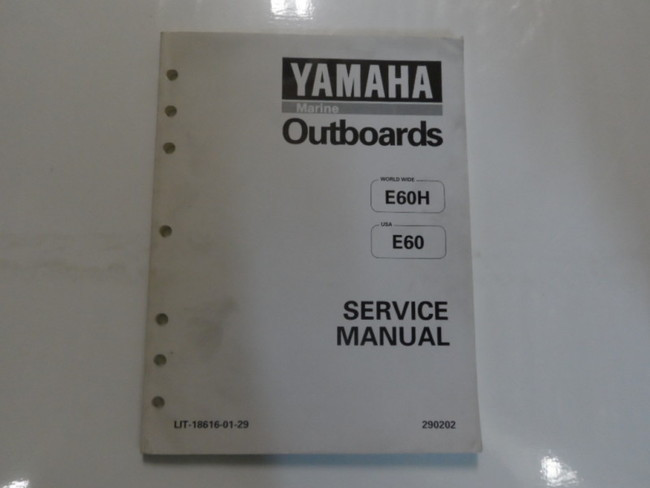 YAMAHA
Marine
Outboards
WORLD WIDE
E60H
USA
E60
SERVICE
MANUAL
LIT-18616-01-29
290202